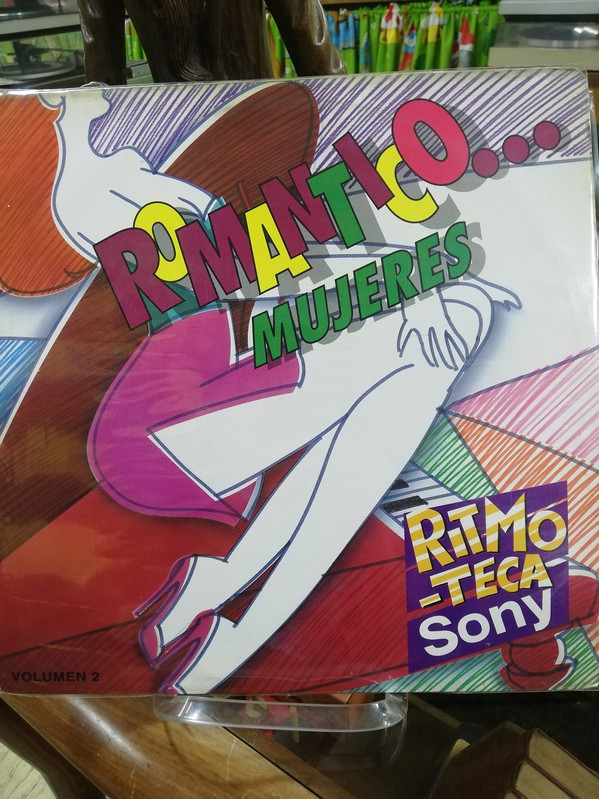 ROMANTICO...
MUJERES
RITMO
-TECA
Sony
VOLUMEN 2